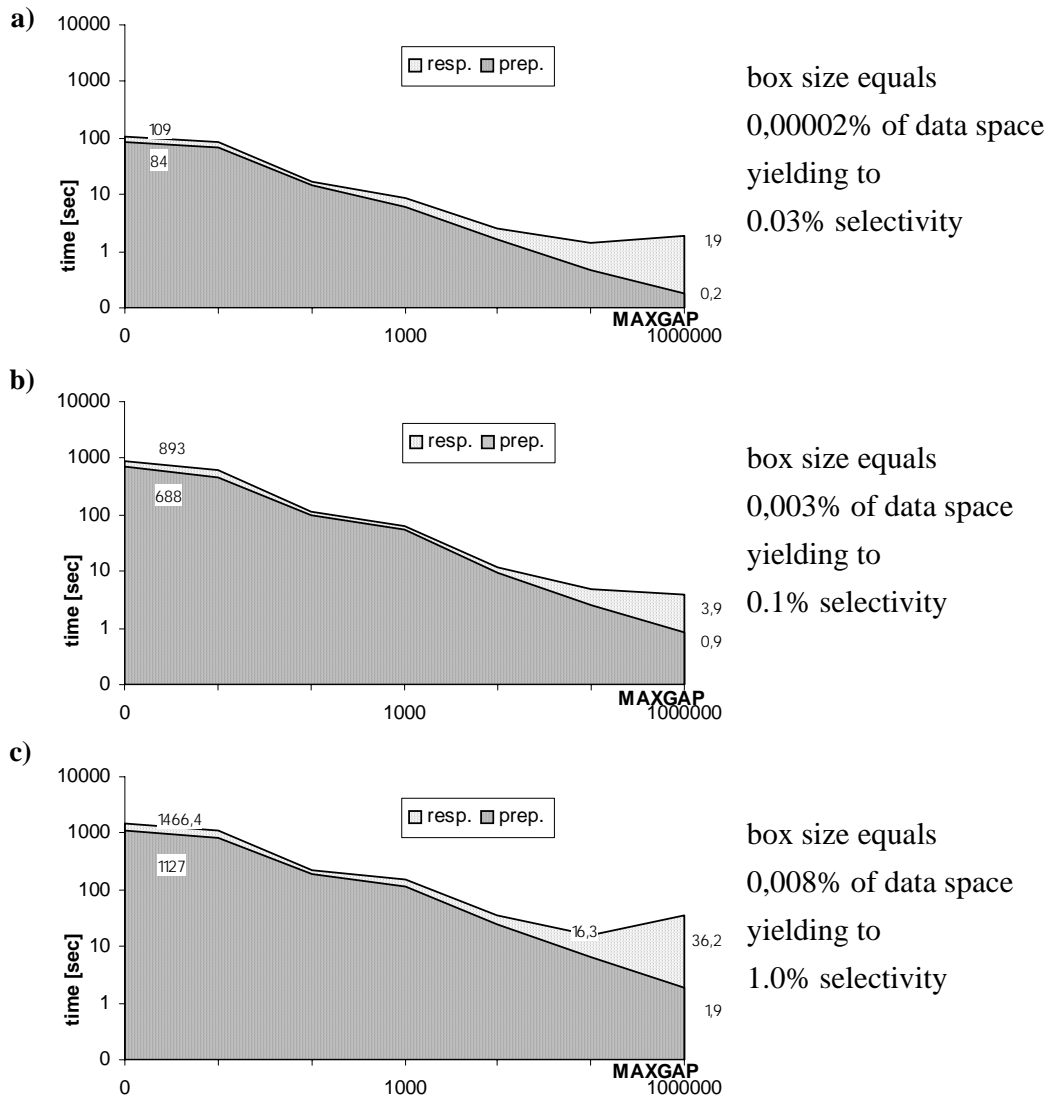 a)
10000
1000
100
10
1
0
time [sec]
resp. prep.
109
84
1,9
0,2
MAXGAP
0
1000
1000000
box size equals
0,00002% of data space
yielding to
0.03% selectivity
b)
10000
1000
100
10
1
0
time [sec]
resp. prep.
893
688
3,9
0,9
MAXGAP
0
1000
1000000
box size equals
0,003% of data space
yielding to
0.1% selectivity
c)
10000
1000
100
10
1
0
time [sec]
resp. prep.
1466,4
1127
16,3
36,2
1,9
MAXGAP
0
1000
1000000
box size equals
0,008% of data space
yielding to
1.0% selectivity